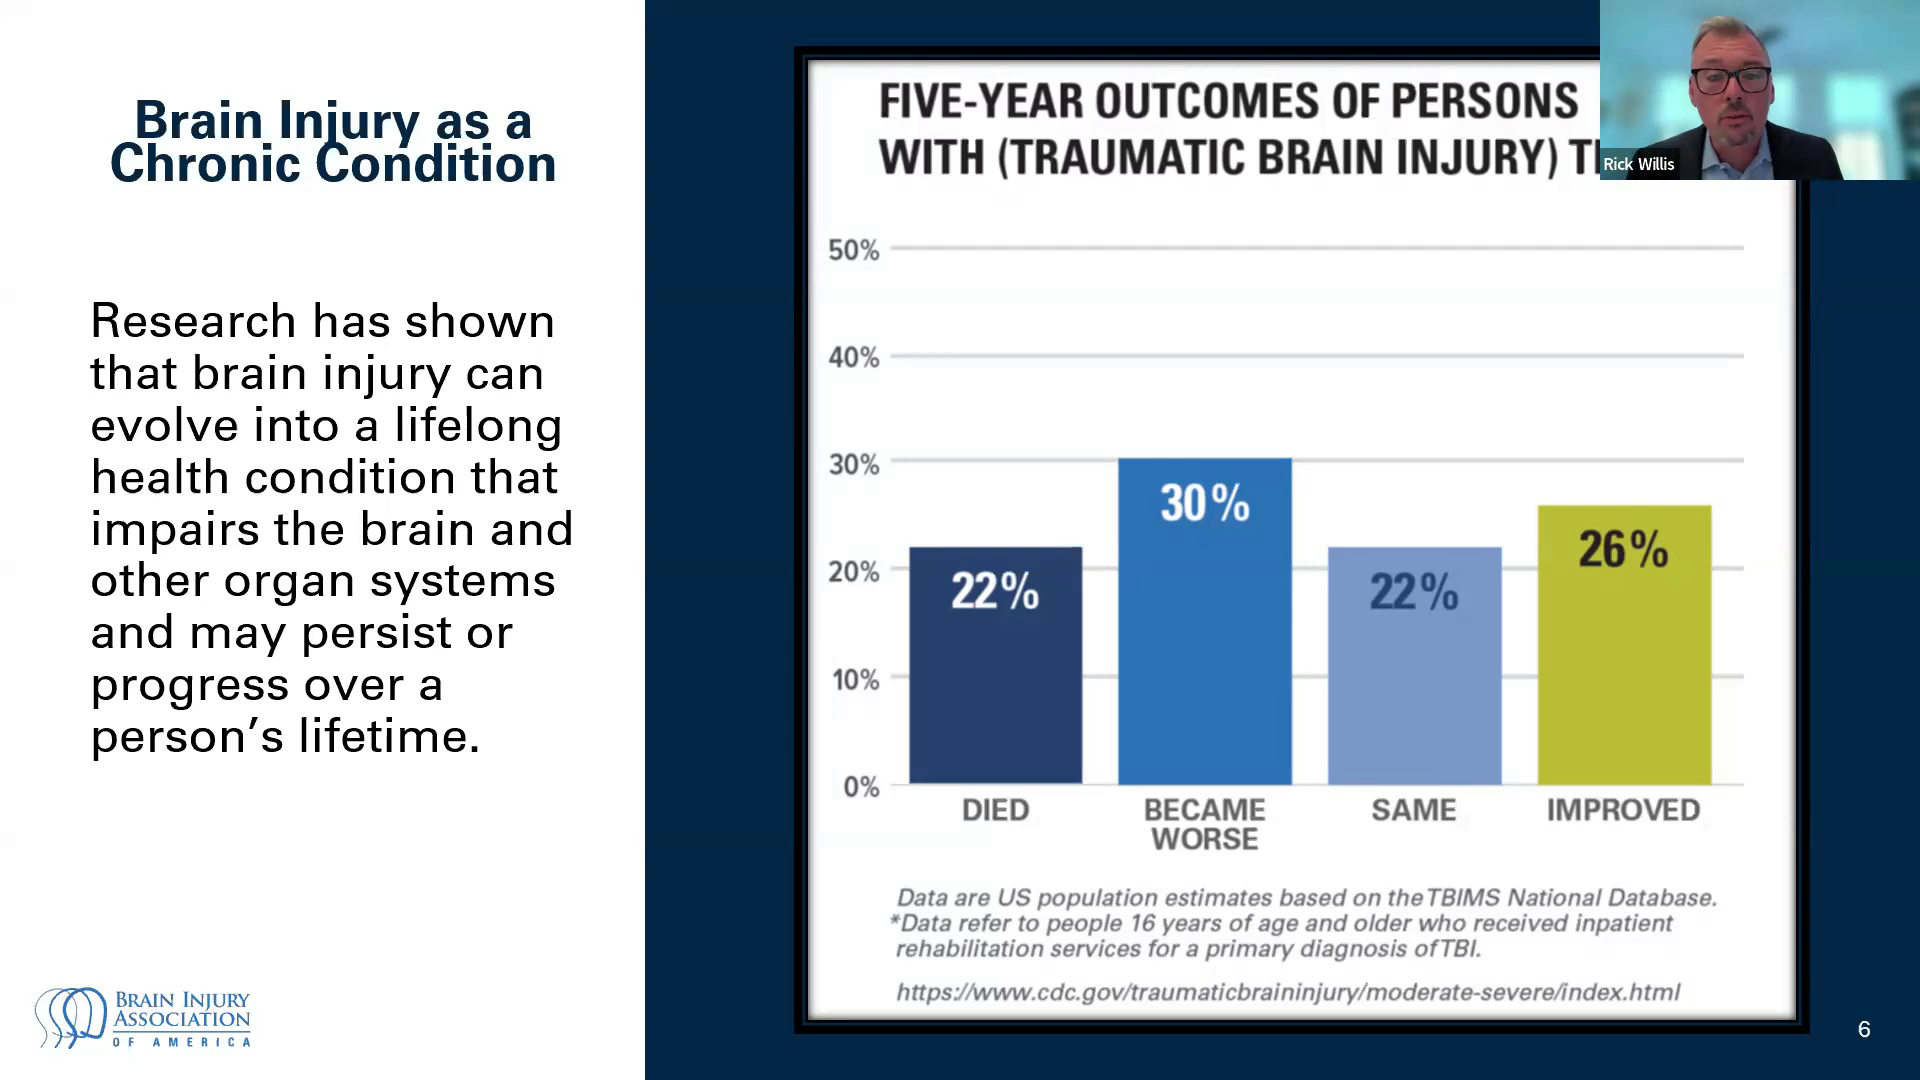 Brain Injury as a
Chronic Condition
Research has shown
that brain injury can
evolve into a lifelong
health condition that
impairs the brain and
other organ systems
and may persist or
progress over a
person’s lifetime.
BRAIN INJURY
ASSOCIATION
OF AMERICA
FIVE-YEAR OUTCOMES OF PERSONS
WITH (TRAUMATIC BRAIN INJURY)
50%
40%
30%
20%
10%
0%
22%
30%
22%
26%
DIED
BECAME
WORSE
SAME
IMPROVED
Data are US population estimates based on the TBIMS National Database.
*Data refer to people 16 years of age and older who received inpatient
rehabilitation services for a primary diagnosis of TBI.
https://www.cdc.gov/traumaticbraininjury/moderate-severe/index.html
Rick Willis
6